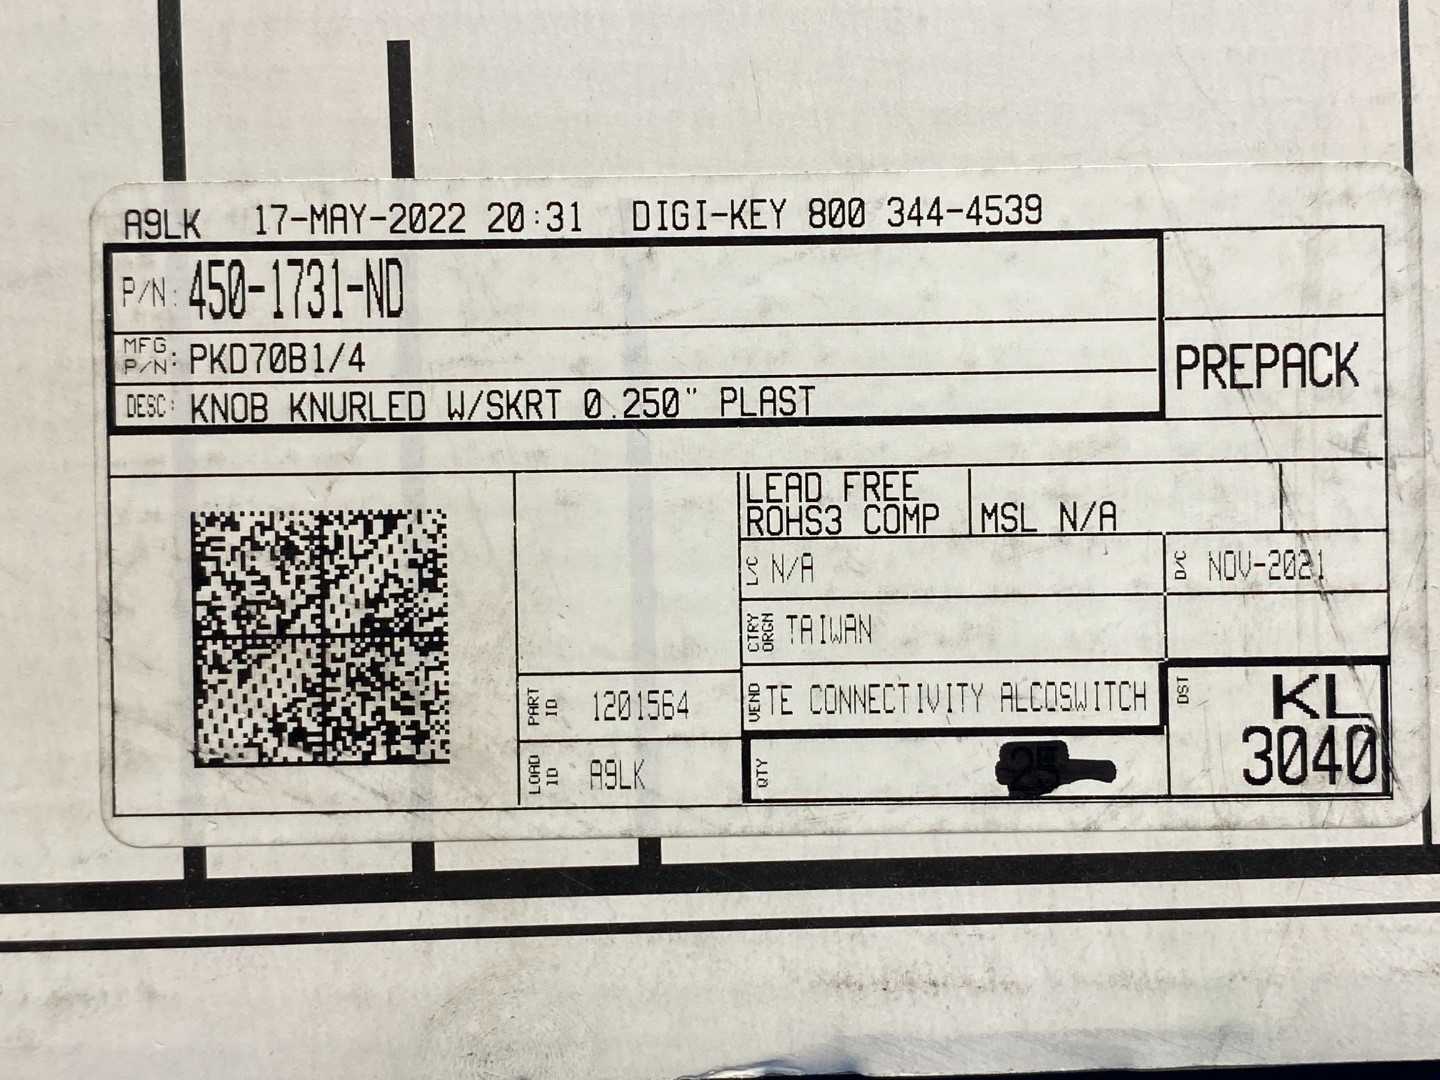 A9LK 17-MAY-2022 20:31 DIGI-KEY 800 344-4539
P/N: 450-1731-ND
MFG P/N: PKD70B1/4
PREPACK
DESC: KNOB KNURLED W/SKRT 0.250" PLAST
LEAD FREE
ROHS3 COMP
MSL N/A
L/C N/A
D/C NOV-2021
CTRY ORGN TAIWAN
PART ID 1201564
VEND TE CONNECTIVITY ALCOSWITCH
DST KL
3040
LOAD ID A9LK
QTY 25